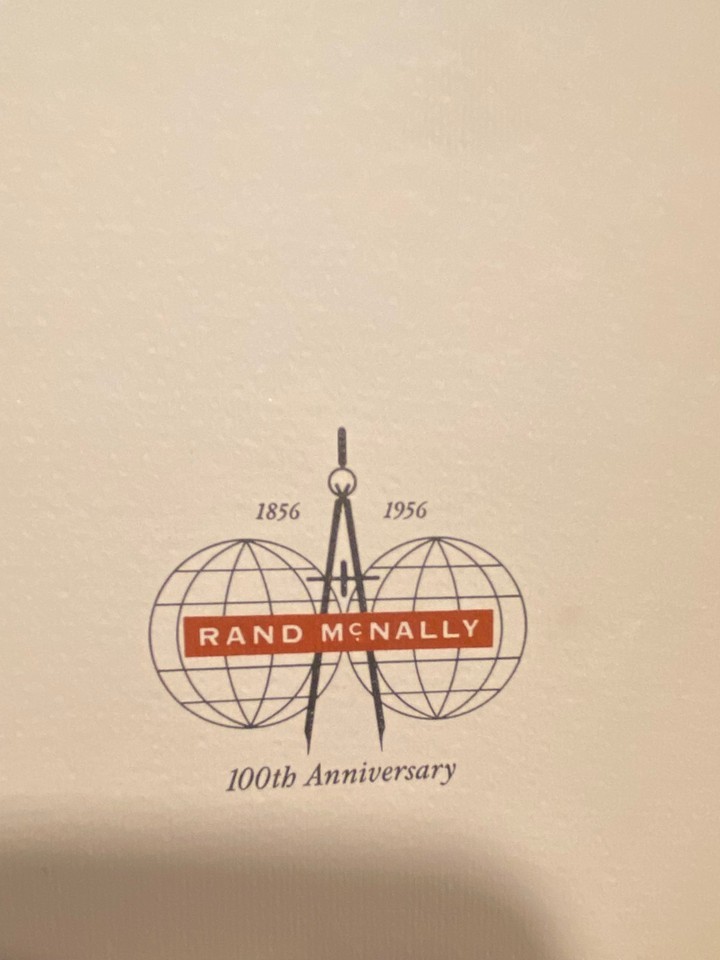 1856 1956
RAND McNALLY
100th Anniversary